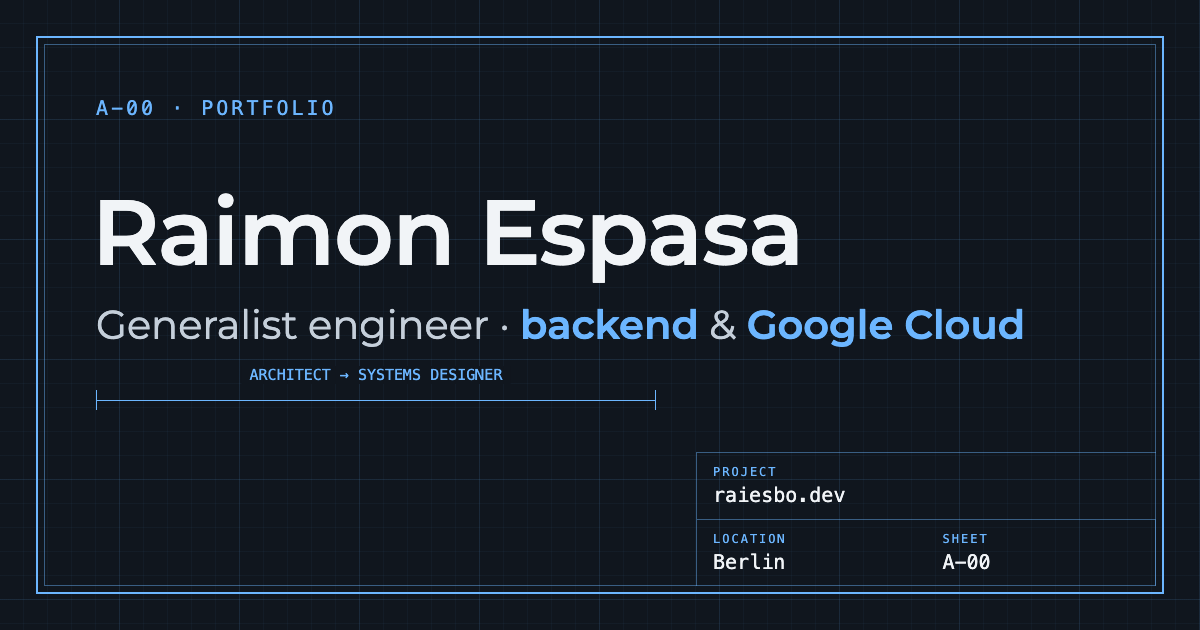 A–00 · PORTFOLIO
Raimon Espasa
Generalist engineer · backend & Google Cloud
ARCHITECT → SYSTEMS DESIGNER
PROJECT
raiesbo.dev
LOCATION SHEET
Berlin A–00